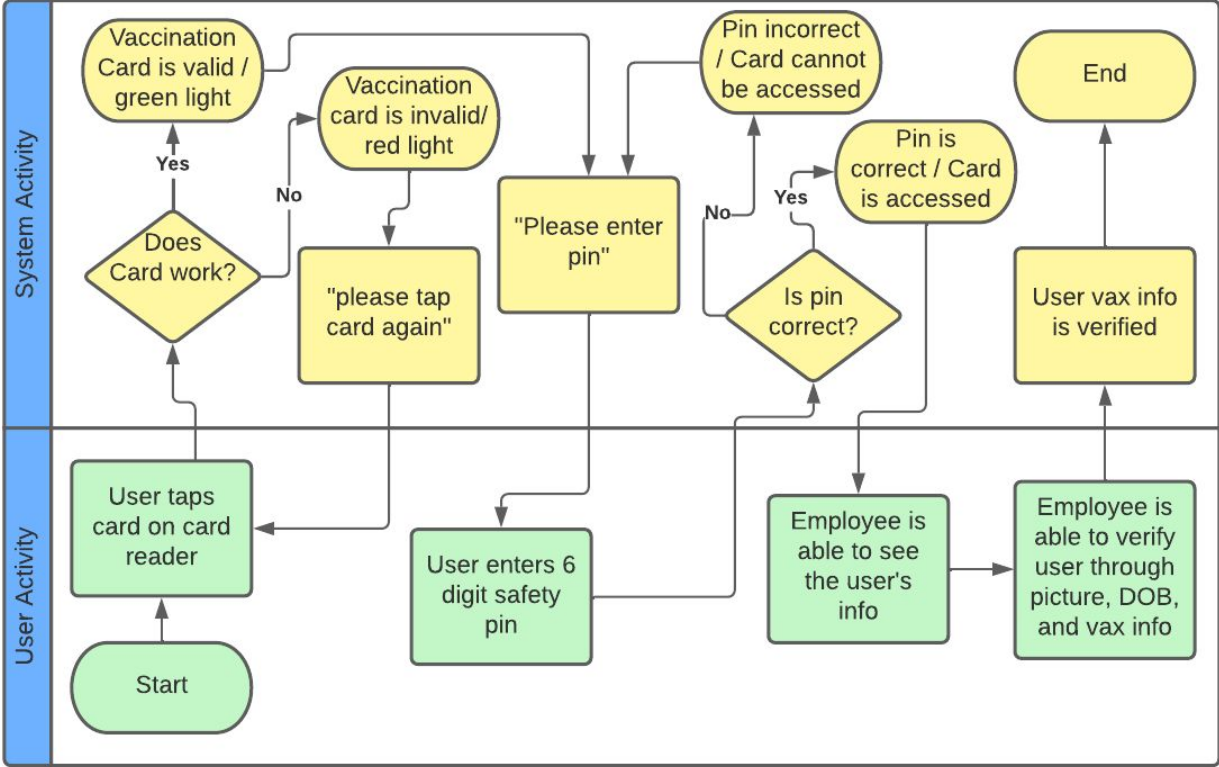 System Activity
Vaccination
Card is valid /
green light
Yes
Does
Card work?
No
Vaccination
card is invalid/
red light
"please tap
card again"
"Please enter
pin"
Pin incorrect
/ Card cannot
be accessed
No
Is pin
correct?
Yes
Pin is
correct / Card
is accessed
End
User vax info
is verified
User Activity
User taps
card on card
reader
Start
User enters 6
digit safety
pin
Employee is
able to see
the user's
info
Employee is
able to verify
user through
picture, DOB,
and vax info